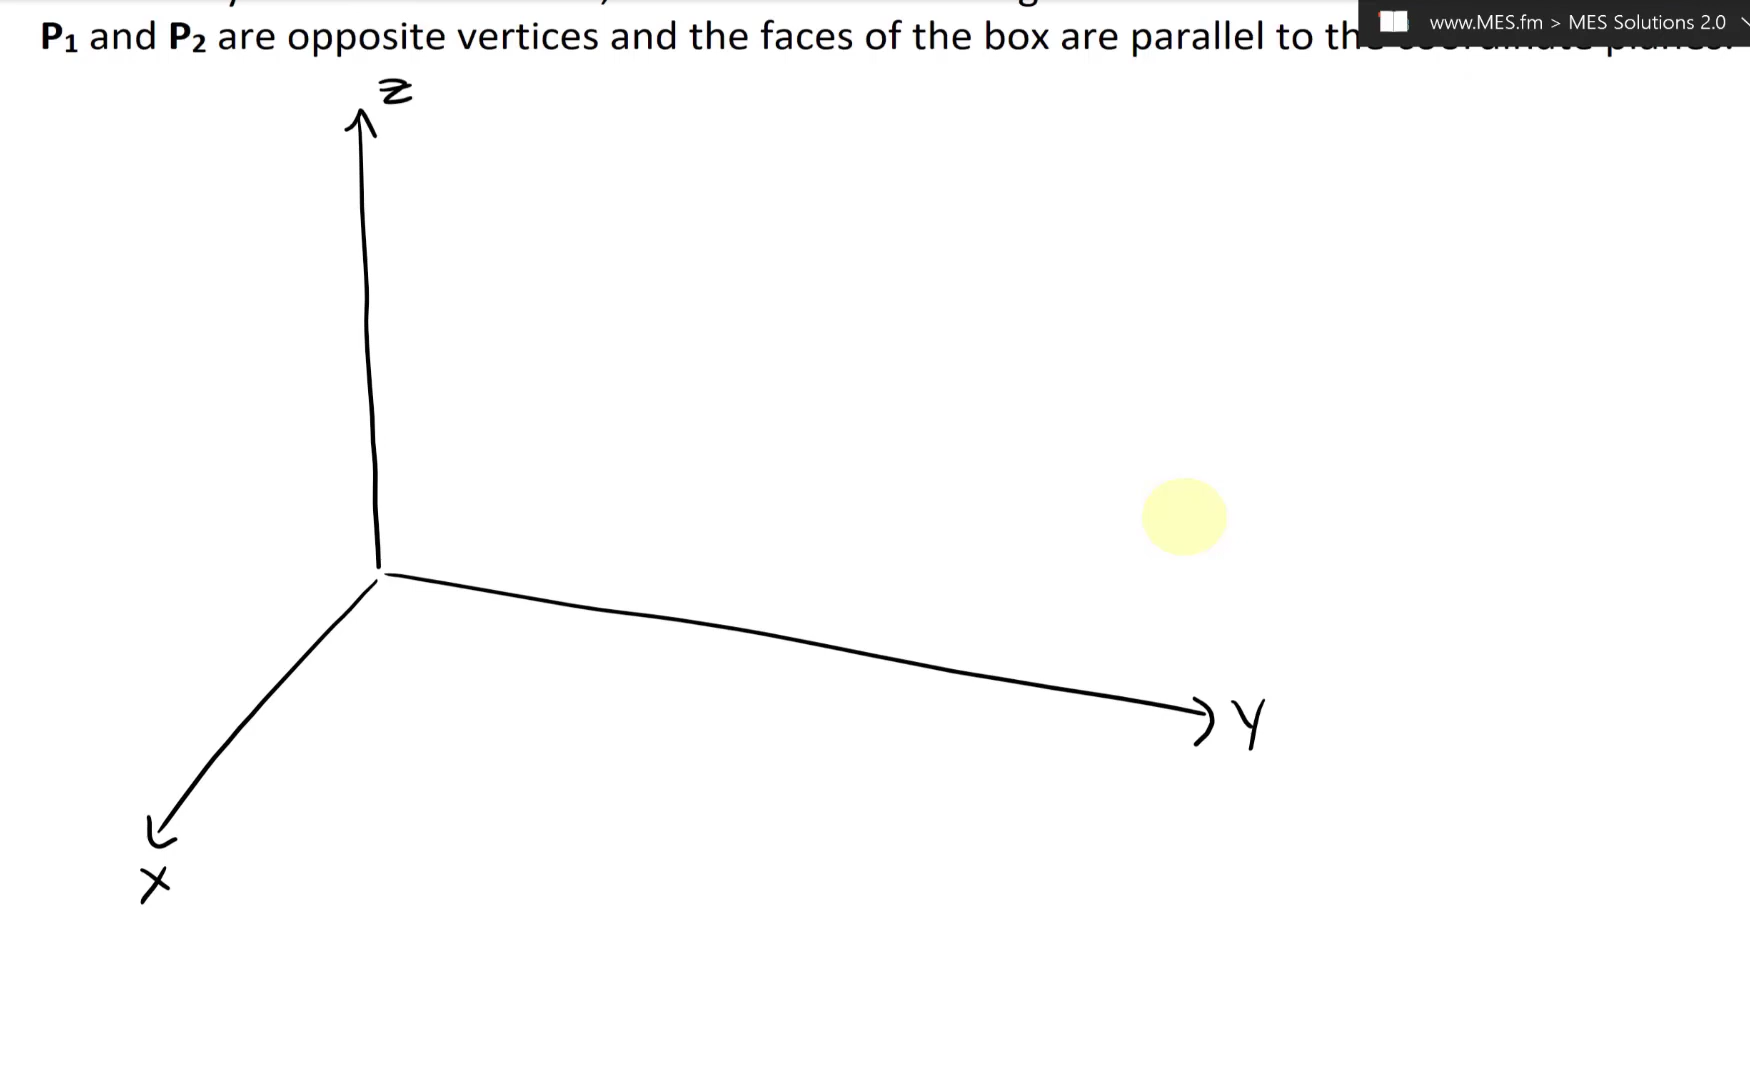 P₁ and P₂ are opposite vertices and the faces of the box are parallel to
www.MES.fm > MES Solutions 2.0
z
Y
X